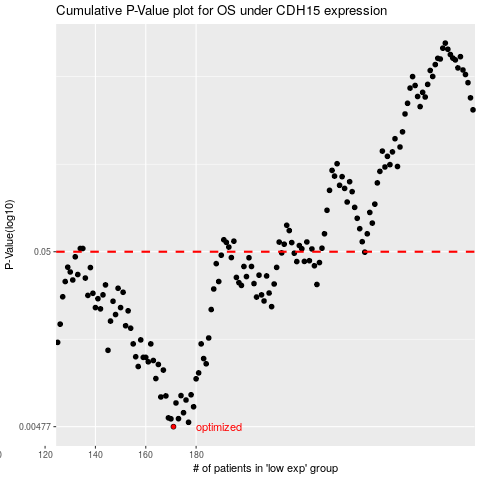 Cumulative P-Value plot for OS under CDH15 expression
P-Value(log10)
0.05
0.00477
optimized
0 120 140 160 180
# of patients in 'low exp' group